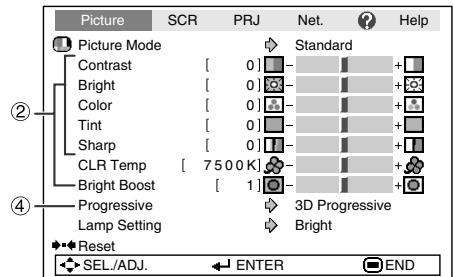 Picture SCR PRJ Net. ? Help
Picture Mode Standard
Contrast [ 0] - +
② Bright [ 0] - +
Color [ 0] - +
Tint [ 0] - +
Sharp [ 0] - +
CLR Temp [ 7500K] - +
Bright Boost [ 1] - +
④ Progressive 3D Progressive
Lamp Setting Bright
Reset
SEL./ADJ. ENTER END